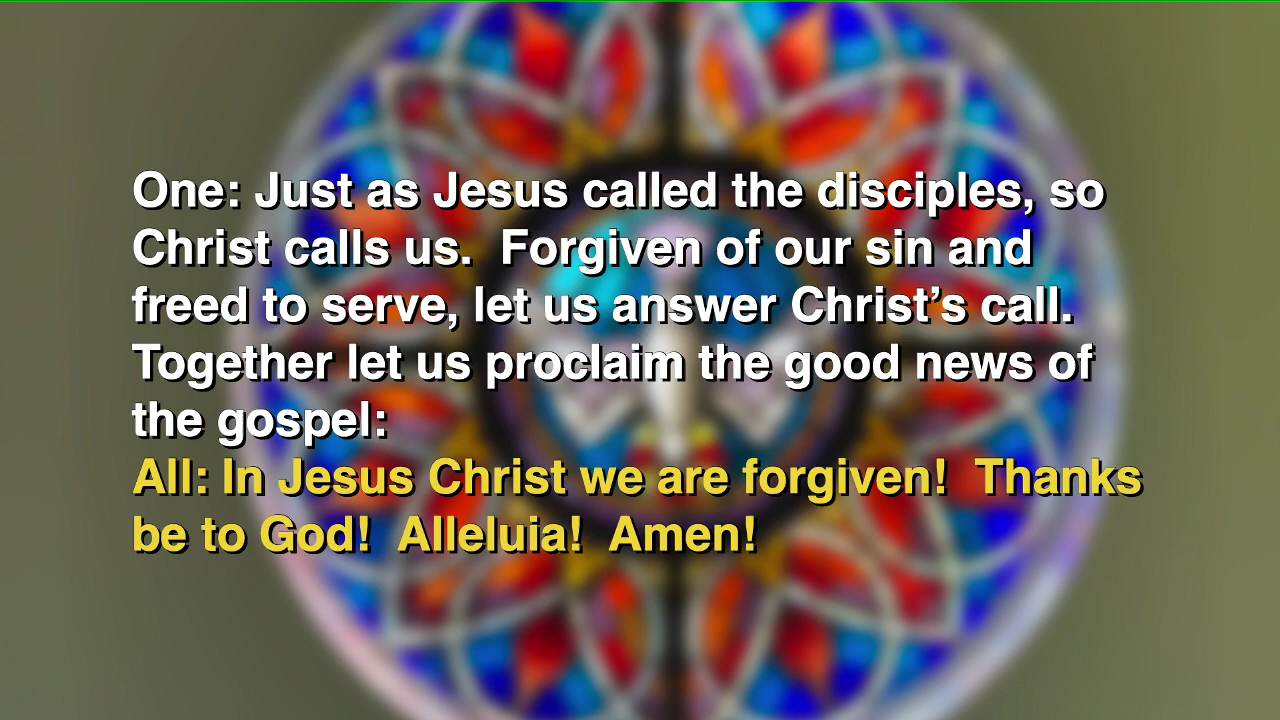 One: Just as Jesus called the disciples, so
Christ calls us.  Forgiven of our sin and
freed to serve, let us answer Christ’s call.
Together let us proclaim the good news of
the gospel:
All: In Jesus Christ we are forgiven!  Thanks
be to God!  Alleluia!  Amen!